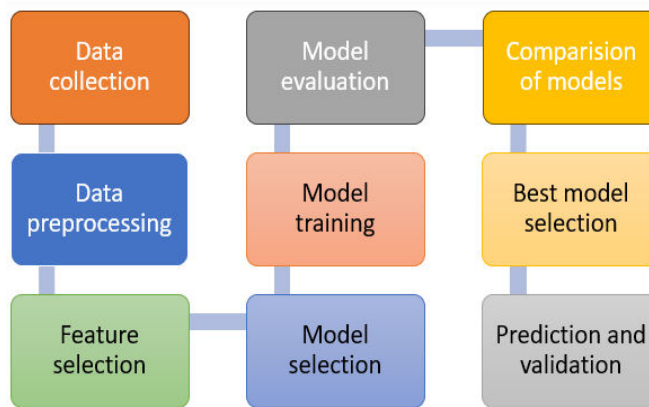 Data
collection
Data
preprocessing
Feature
selection
Model
selection
Model
training
Model
evaluation
Comparision
of models
Best model
selection
Prediction and
validation